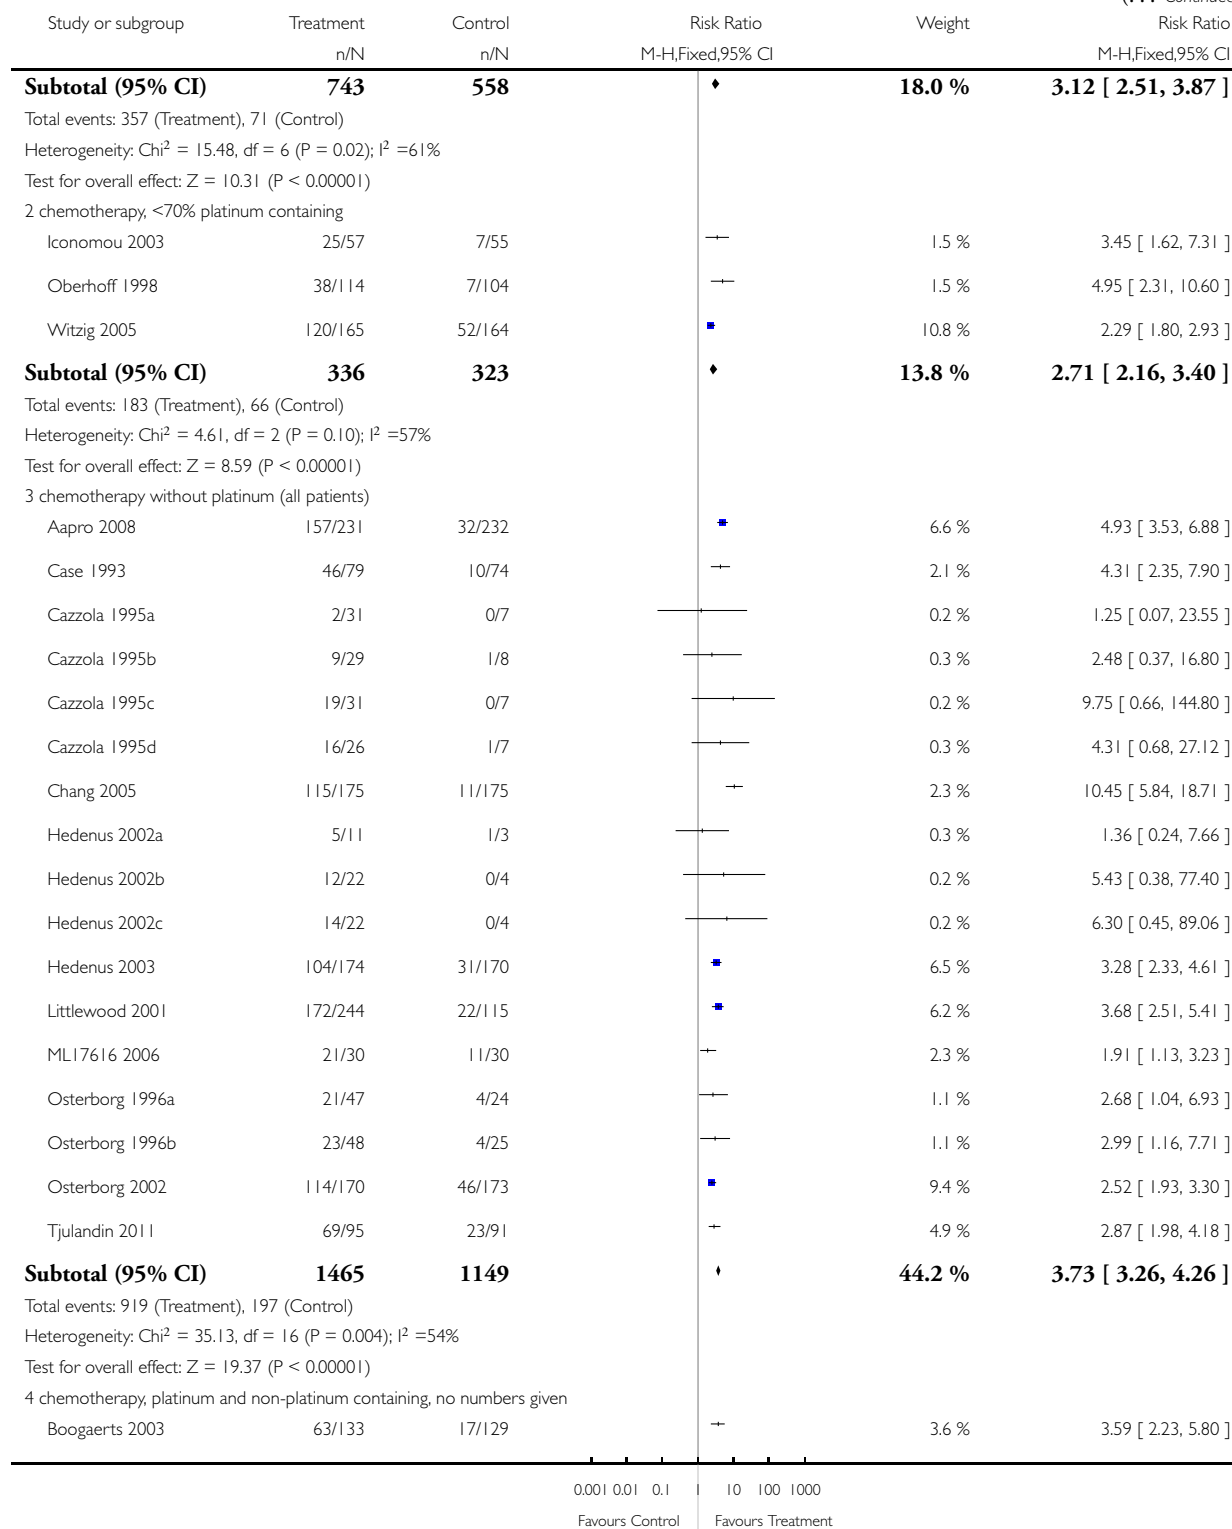 Continued
Study or subgroup Treatment Control Risk Ratio Weight Risk Ratio
n/N n/N M-H,Fixed,95% CI M-H,Fixed,95% CI
Subtotal (95% CI) 743 558 18.0 % 3.12 [ 2.51, 3.87 ]
Total events: 357 (Treatment), 71 (Control)
Heterogeneity: Chi² = 15.48, df = 6 (P = 0.02); I² =61%
Test for overall effect: Z = 10.31 (P < 0.00001)
2 chemotherapy, <70% platinum containing
Iconomou 2003 25/57 7/55 1.5 % 3.45 [ 1.62, 7.31 ]
Oberhoff 1998 38/114 7/104 1.5 % 4.95 [ 2.31, 10.60 ]
Witzig 2005 120/165 52/164 10.8 % 2.29 [ 1.80, 2.93 ]
Subtotal (95% CI) 336 323 13.8 % 2.71 [ 2.16, 3.40 ]
Total events: 183 (Treatment), 66 (Control)
Heterogeneity: Chi² = 4.61, df = 2 (P = 0.10); I² =57%
Test for overall effect: Z = 8.59 (P < 0.00001)
3 chemotherapy without platinum (all patients)
Aapro 2008 157/231 32/232 6.6 % 4.93 [ 3.53, 6.88 ]
Case 1993 46/79 10/74 2.1 % 4.31 [ 2.35, 7.90 ]
Cazzola 1995a 2/31 0/7 0.2 % 1.25 [ 0.07, 23.55 ]
Cazzola 1995b 9/29 1/8 0.3 % 2.48 [ 0.37, 16.80 ]
Cazzola 1995c 19/31 0/7 0.2 % 9.75 [ 0.66, 144.80 ]
Cazzola 1995d 16/26 1/7 0.3 % 4.31 [ 0.68, 27.12 ]
Chang 2005 115/175 11/175 2.3 % 10.45 [ 5.84, 18.71 ]
Hedenus 2002a 5/11 1/3 0.3 % 1.36 [ 0.24, 7.66 ]
Hedenus 2002b 12/22 0/4 0.2 % 5.43 [ 0.38, 77.40 ]
Hedenus 2002c 14/22 0/4 0.2 % 6.30 [ 0.45, 89.06 ]
Hedenus 2003 104/174 31/170 6.5 % 3.28 [ 2.33, 4.61 ]
Littlewood 2001 172/244 22/115 6.2 % 3.68 [ 2.51, 5.41 ]
ML17616 2006 21/30 11/30 2.3 % 1.91 [ 1.13, 3.23 ]
Osterborg 1996a 21/47 4/24 1.1 % 2.68 [ 1.04, 6.93 ]
Osterborg 1996b 23/48 4/25 1.1 % 2.99 [ 1.16, 7.71 ]
Osterborg 2002 114/170 46/173 9.4 % 2.52 [ 1.93, 3.30 ]
Tjulandin 2011 69/95 23/91 4.9 % 2.87 [ 1.98, 4.18 ]
Subtotal (95% CI) 1465 1149 44.2 % 3.73 [ 3.26, 4.26 ]
Total events: 919 (Treatment), 197 (Control)
Heterogeneity: Chi² = 35.13, df = 16 (P = 0.004); I² =54%
Test for overall effect: Z = 19.37 (P < 0.00001)
4 chemotherapy, platinum and non-platinum containing, no numbers given
Boogaerts 2003 63/133 17/129 3.6 % 3.59 [ 2.23, 5.80 ]
0.001 0.01 0.1 1 10 100 1000
Favours Control Favours Treatment